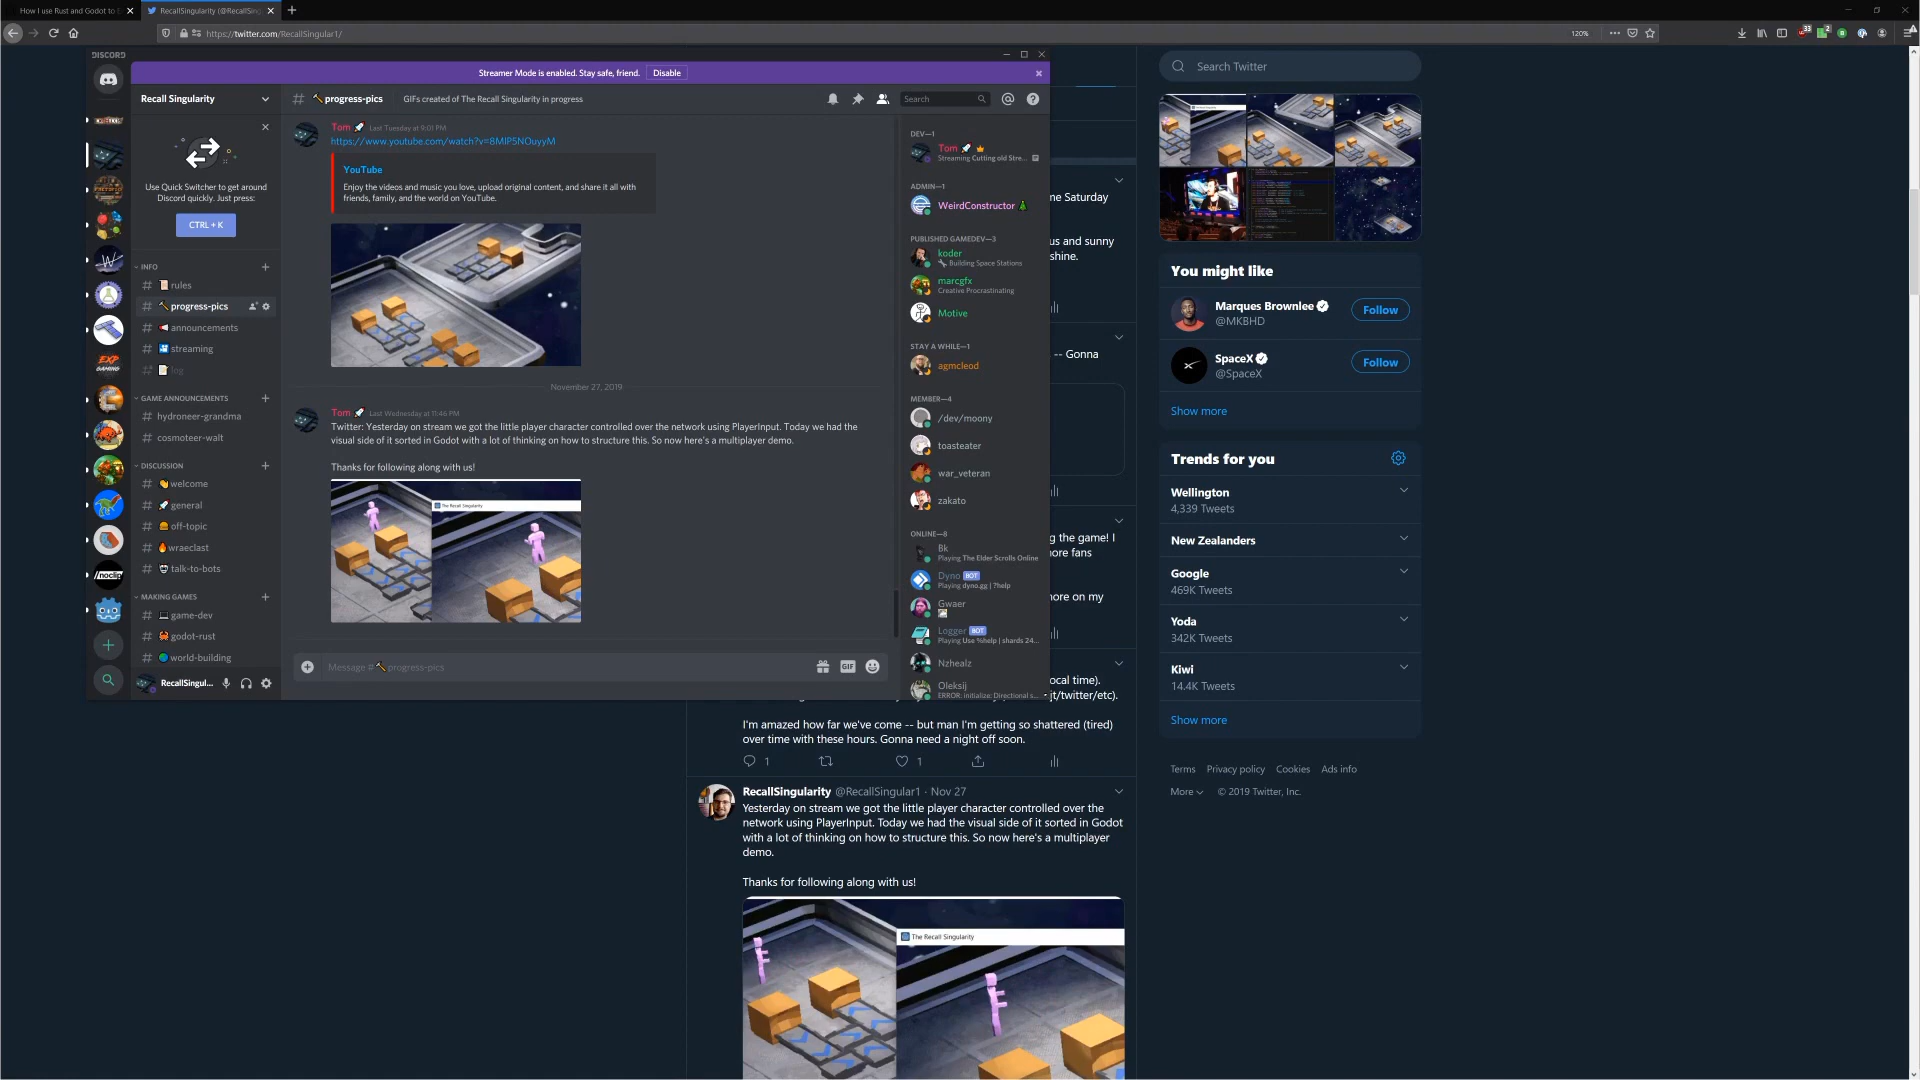 How I use Rust and Godot to
RecallSingularity (@RecallSing
https://twitter.com/RecallSingular1/
120%
DISCORD
Streamer Mode is enabled. Stay safe, friend.
Disable
Recall Singularity
progress-pics
GIFs created of The Recall Singularity in progress
Search
Use Quick Switcher to get around
Discord quickly. Just press:
CTRL + K
INFO
rules
progress-pics
announcements
streaming
log
GAME ANNOUNCEMENTS
hydroneer-grandma
cosmoteer-walt
DISCUSSION
welcome
general
off-topic
wraeclast
talk-to-bots
MAKING GAMES
game-dev
godot-rust
world-building
RecallSingul...
EXP
GAMING
/noclip
Tom Last Tuesday at 9:01 PM
https://www.youtube.com/watch?v=8MlP5NOuyyM
YouTube
Enjoy the videos and music you love, upload original content, and share it all with
friends, family, and the world on YouTube.
November 27, 2019
Tom Last Wednesday at 11:46 PM
Twitter: Yesterday on stream we got the little player character controlled over the network using PlayerInput. Today we had the
visual side of it sorted in Godot with a lot of thinking on how to structure this. So now here's a multiplayer demo.
Thanks for following along with us!
The Recall Singularity
Message #progress-pics
GIF
DEV—1
Tom
Streaming Cutting old Stre...
ADMIN—1
WeirdConstructor
PUBLISHED GAMEDEV—3
koder
Building Space Stations
marcgfx
Creative Procrastinating
Motive
STAY A WHILE—1
agmcleod
MEMBER—4
/dev/moony
toasteater
war_veteran
zakato
ONLINE—8
Bk
Playing The Elder Scrolls Online
Dyno BOT
Playing dyno.gg | ?help
Gwaer
Logger BOT
Playing Use %help | shards 24...
Nzhealz
Oleksij
ERROR: initialize: Directional s...
me Saturday
us and sunny
shine.
-- Gonna
g the game! I
ore fans
ore on my
ocal time).
jt/twitter/etc).
I'm amazed how far we've come -- but man I'm getting so shattered (tired)
over time with these hours. Gonna need a night off soon.
1
1
RecallSingularity @RecallSingular1 · Nov 27
Yesterday on stream we got the little player character controlled over the
network using PlayerInput. Today we had the visual side of it sorted in Godot
with a lot of thinking on how to structure this. So now here's a multiplayer
demo.
Thanks for following along with us!
The Recall Singularity
Search Twitter
You might like
Marques Brownlee
@MKBHD
Follow
SpaceX
@SpaceX
Follow
Show more
Trends for you
Wellington
4,339 Tweets
New Zealanders
Google
469K Tweets
Yoda
342K Tweets
Kiwi
14.4K Tweets
Show more
Terms Privacy policy Cookies Ads info
More © 2019 Twitter, Inc.